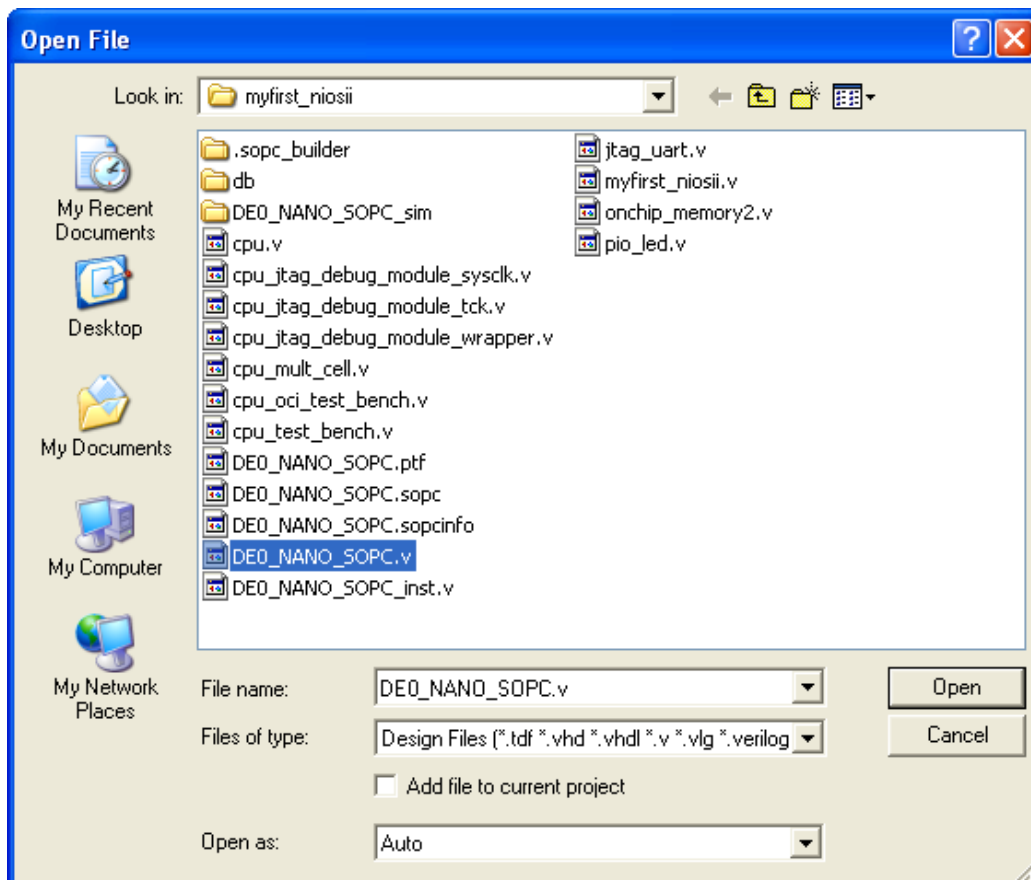 Open File
Look in:
myfirst_niosii
My Recent
Documents
Desktop
My Documents
My Computer
My Network
Places
.sopc_builder
db
DE0_NANO_SOPC_sim
cpu.v
cpu_jtag_debug_module_sysclk.v
cpu_jtag_debug_module_tck.v
cpu_jtag_debug_module_wrapper.v
cpu_mult_cell.v
cpu_oci_test_bench.v
cpu_test_bench.v
DE0_NANO_SOPC.ptf
DE0_NANO_SOPC.sopc
DE0_NANO_SOPC.sopcinfo
DE0_NANO_SOPC.v
DE0_NANO_SOPC_inst.v
jtag_uart.v
myfirst_niosii.v
onchip_memory2.v
pio_led.v
File name:
DE0_NANO_SOPC.v
Open
Files of type:
Design Files (*.tdf *.vhd *.vhdl *.v *.vlg *.verilog
Cancel
Add file to current project
Open as:
Auto